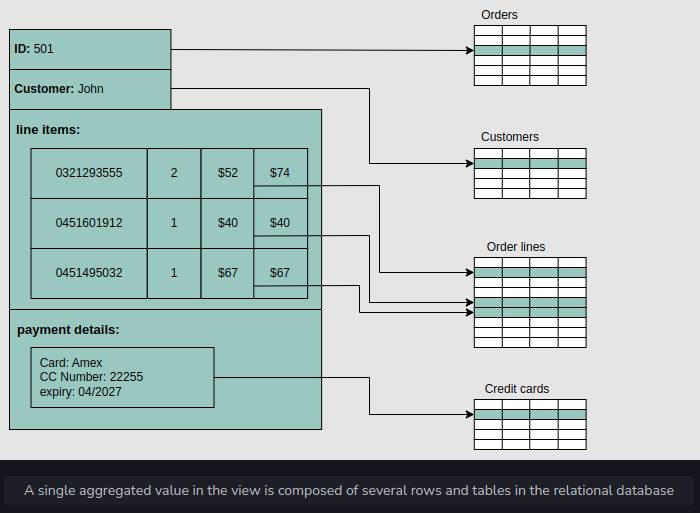 Orders
ID: 501
Customer: John
Customers
line items:
0321293555 2 $52 $74
0451601912 1 $40 $40
0451495032 1 $67 $67
Order lines
payment details:
Card: Amex
CC Number: 22255
expiry: 04/2027
Credit cards
A single aggregated value in the view is composed of several rows and tables in the relational database